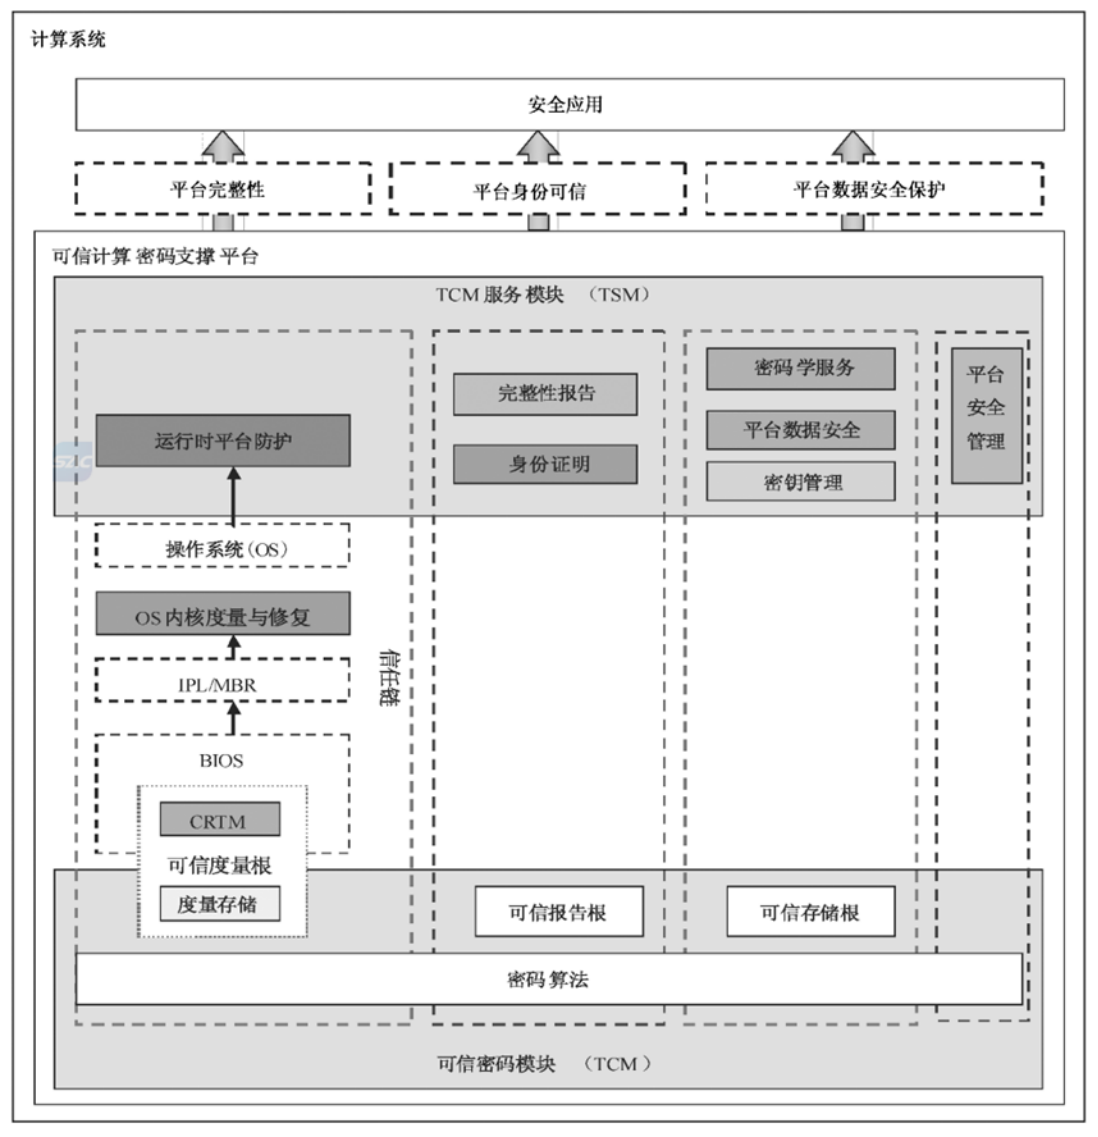 计算系统
安全应用
平台完整性
平台身份可信
平台数据安全保护
可信计算密码支撑平台
TCM 服务模块 （TSM）
运行时平台防护
完整性报告
身份证明
密码学服务
平台数据安全
密钥管理
平台
安全
管理
操作系统（OS）
OS 内核度量与修复
IPL/MBR
信任链
BIOS
CRTM
可信度量根
度量存储
可信报告根
可信存储根
密码算法
可信密码模块 （TCM）